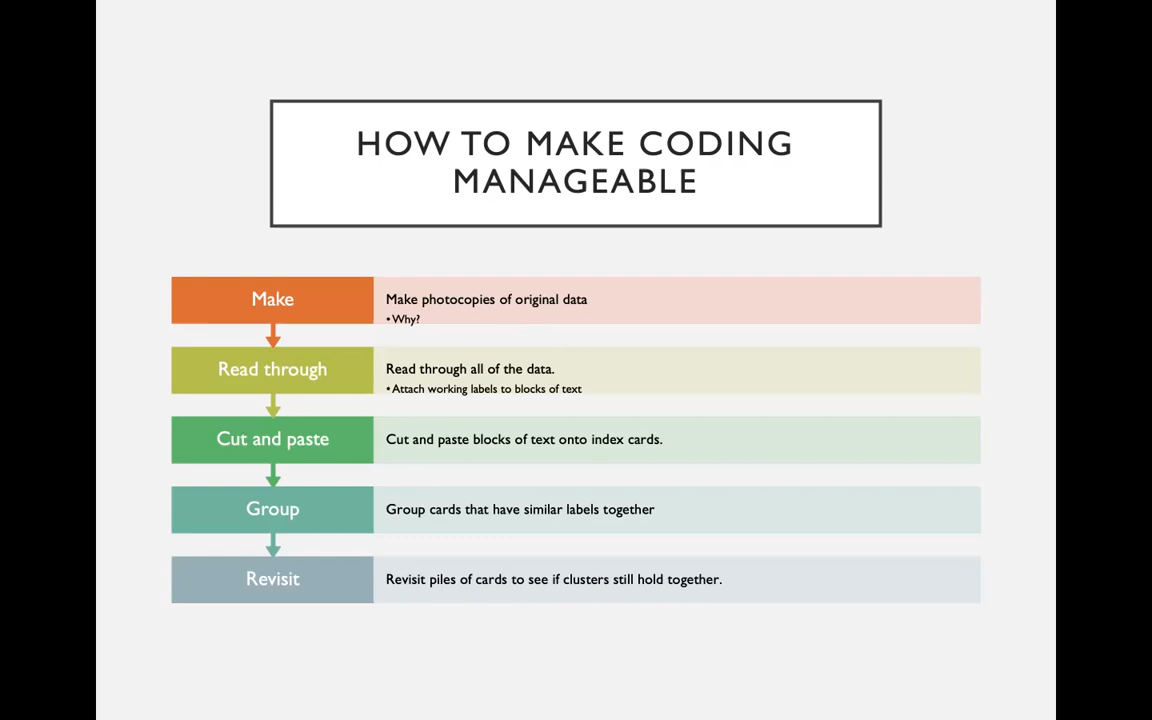 HOW TO MAKE CODING
MANAGEABLE
Make
Make photocopies of original data
• Why?
Read through
Read through all of the data.
• Attach working labels to blocks of text
Cut and paste
Cut and paste blocks of text onto index cards.
Group
Group cards that have similar labels together
Revisit
Revisit piles of cards to see if clusters still hold together.